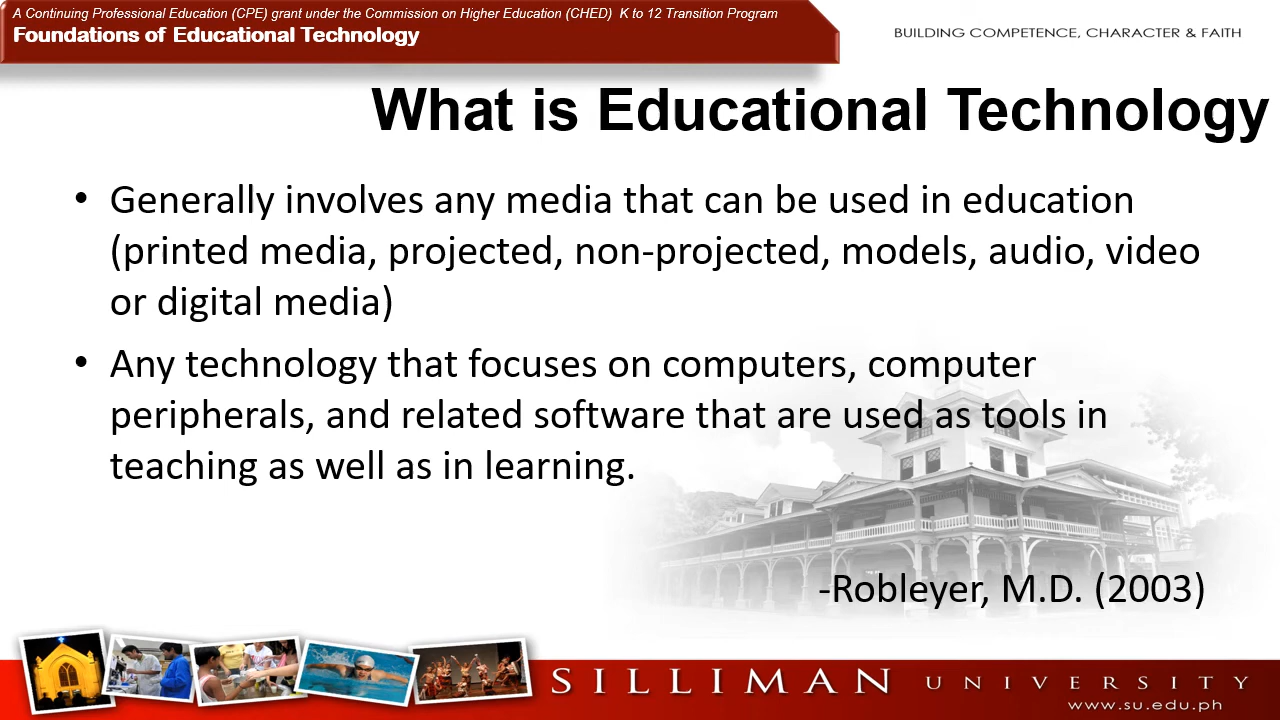 A Continuing Professional Education (CPE) grant under the Commission on Higher Education (CHED) K to 12 Transition Program
Foundations of Educational Technology
BUILDING COMPETENCE, CHARACTER & FAITH
What is Educational Technology
• Generally involves any media that can be used in education
(printed media, projected, non-projected, models, audio, video
or digital media)
• Any technology that focuses on computers, computer
peripherals, and related software that are used as tools in
teaching as well as in learning.
-Robleyer, M.D. (2003)
SILLIMAN UNIVERSITY
www.su.edu.ph